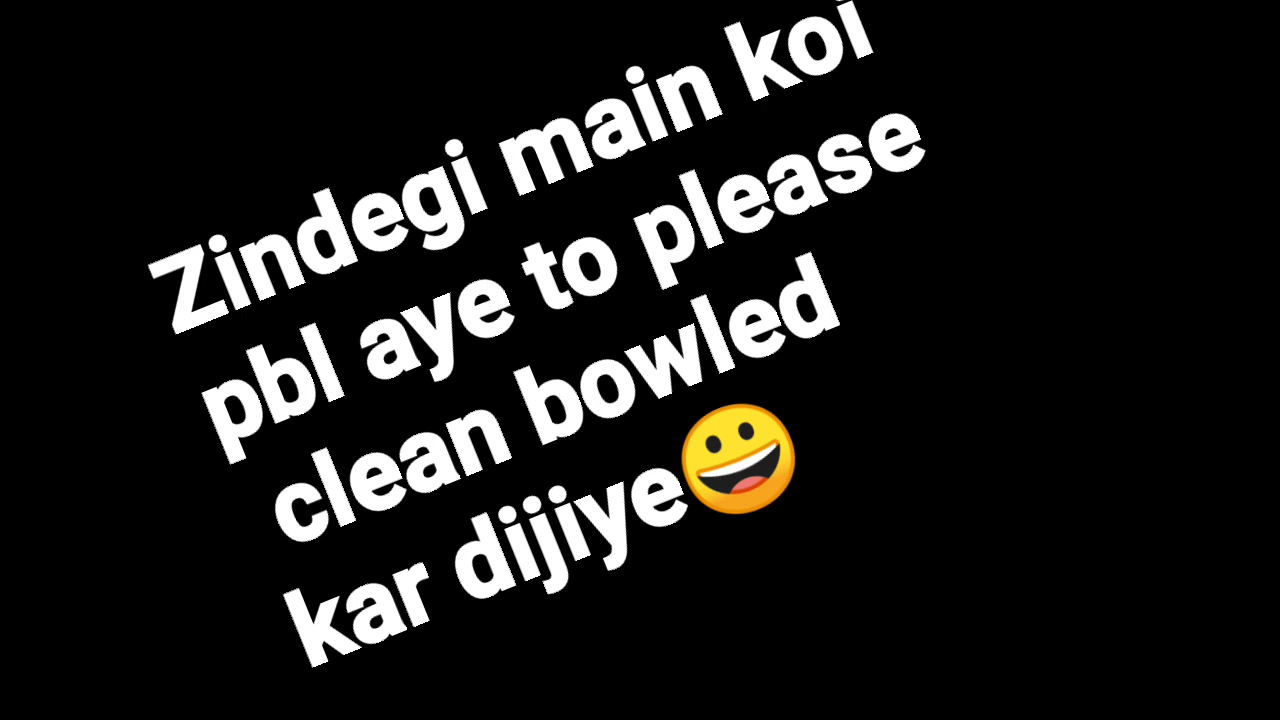 Zindegi main koi
pbl aye to please
clean bowled
kar dijiye😀